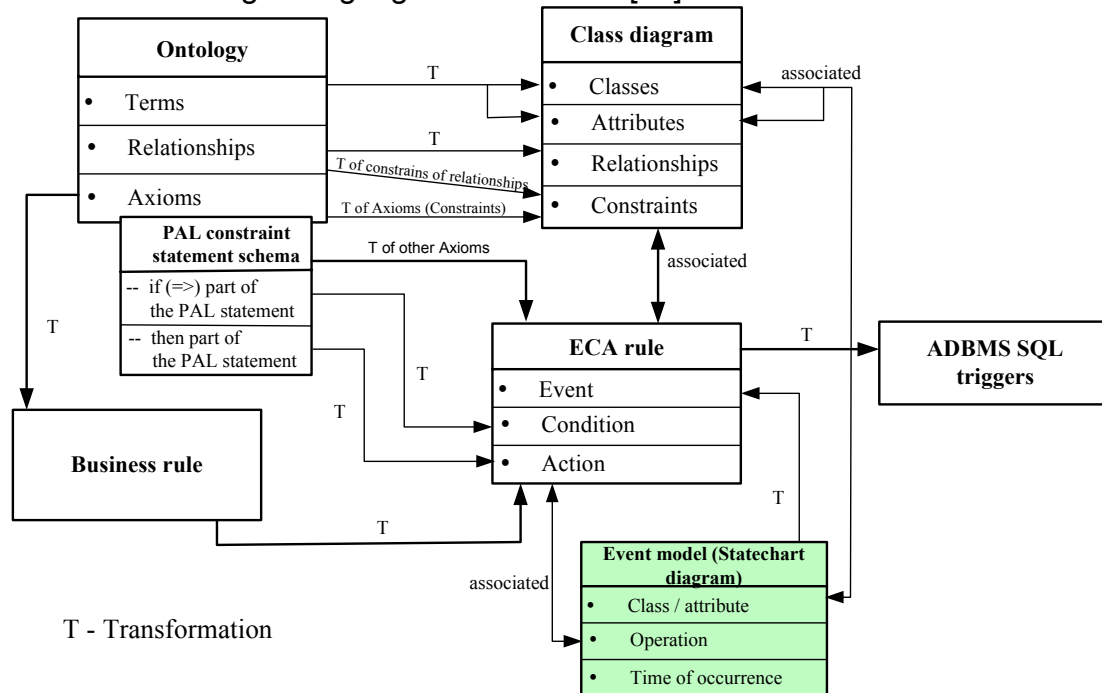 Ontology
• Terms
• Relationships
• Axioms
PAL constraint
statement schema
-- if (=>) part of
the PAL statement
-- then part of
the PAL statement
Class diagram
• Classes
• Attributes
• Relationships
• Constraints
T
T
T of constrains of relationships
T of Axioms (Constraints)
T of other Axioms
associated
associated
T
T
T
ECA rule
• Event
• Condition
• Action
T
ADBMS SQL
triggers
Business rule
T
T
associated
Event model (Statechart
diagram)
• Class / attribute
• Operation
• Time of occurrence
T - Transformation